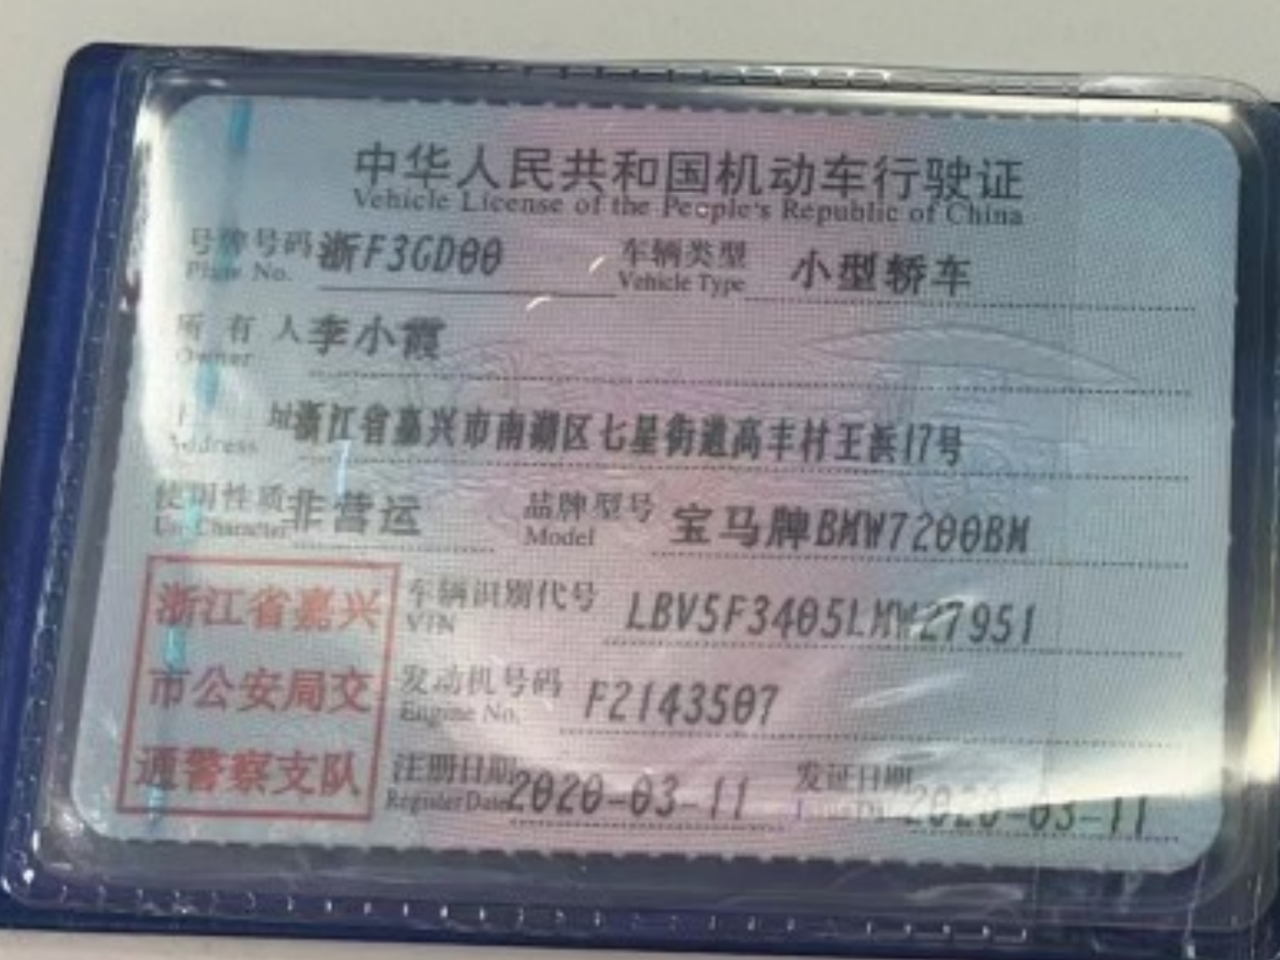 中华人民共和国机动车行驶证
Vehicle License of the People's Republic of China
号牌号码 浙F3GD00 车辆类型 小型轿车
Plate No. Vehicle Type
所有人 李小霞
Owner
址 浙江省嘉兴市南湖区七星街道高丰村王浜17号
Address
使用性质 非营运 品牌型号 宝马牌BMW7200BM
Use Character Model
浙江省嘉兴
市公安局交
通警察支队
车辆识别代号 LBV5F3405LMW27951
VIN
发动机号码 F2143507
Engine No.
注册日期 2020-03-11 发证日期 2020-03-11
Register Date